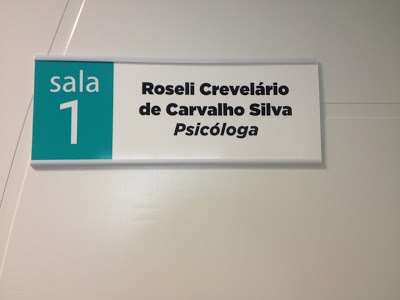 sala
1
Roseli Crevelário
de Carvalho Silva
Psicóloga